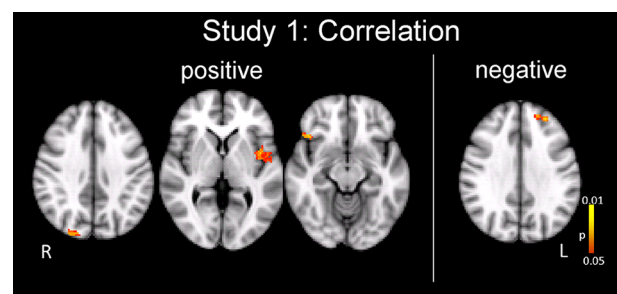 Study 1: Correlation
positive
negative
R
L
0.01
p
0.05